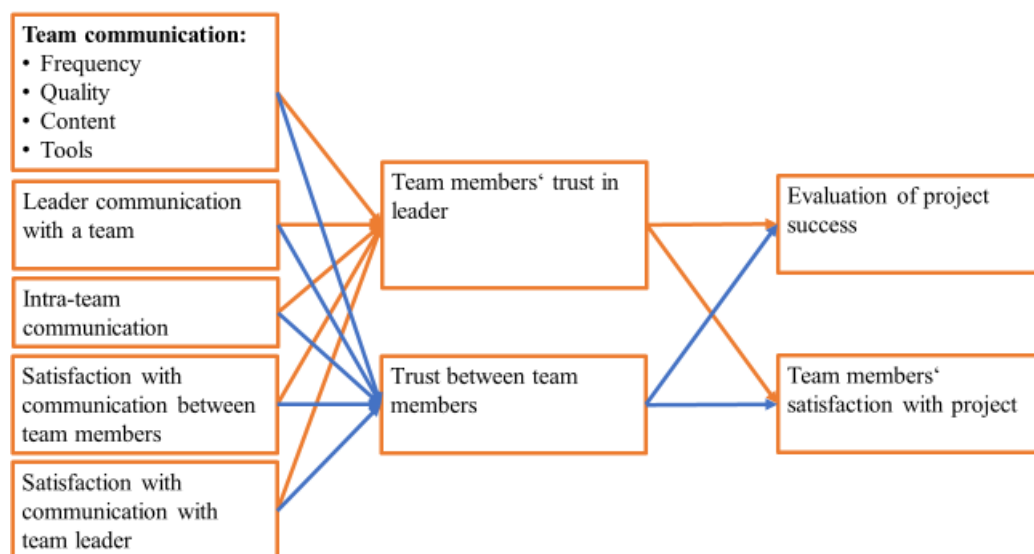 Team communication:
• Frequency
• Quality
• Content
• Tools
Leader communication
with a team
Intra-team
communication
Satisfaction with
communication between
team members
Satisfaction with
communication with
team leader
Team members‘ trust in
leader
Trust between team
members
Evaluation of project
success
Team members‘
satisfaction with project